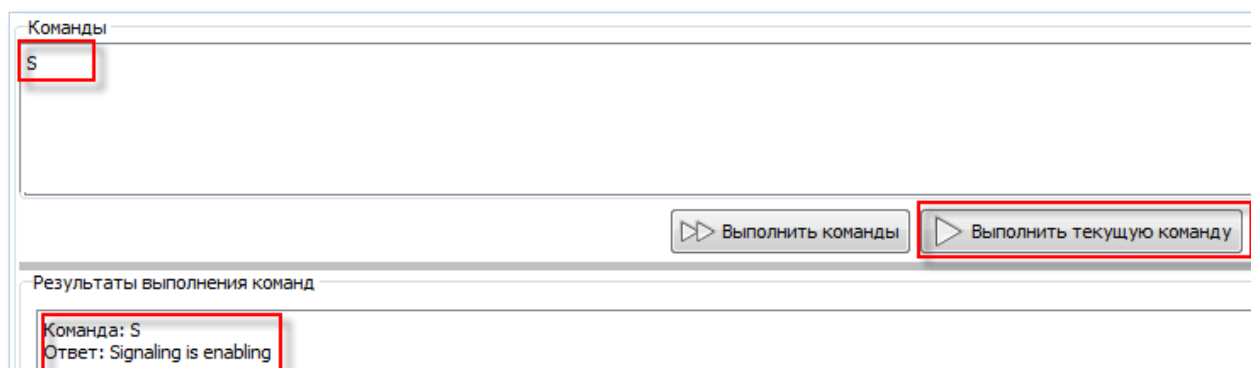 Команды
S
Выполнить команды
Выполнить текущую команду
Результаты выполнения команд
Команда: S
Ответ: Signaling is enabling